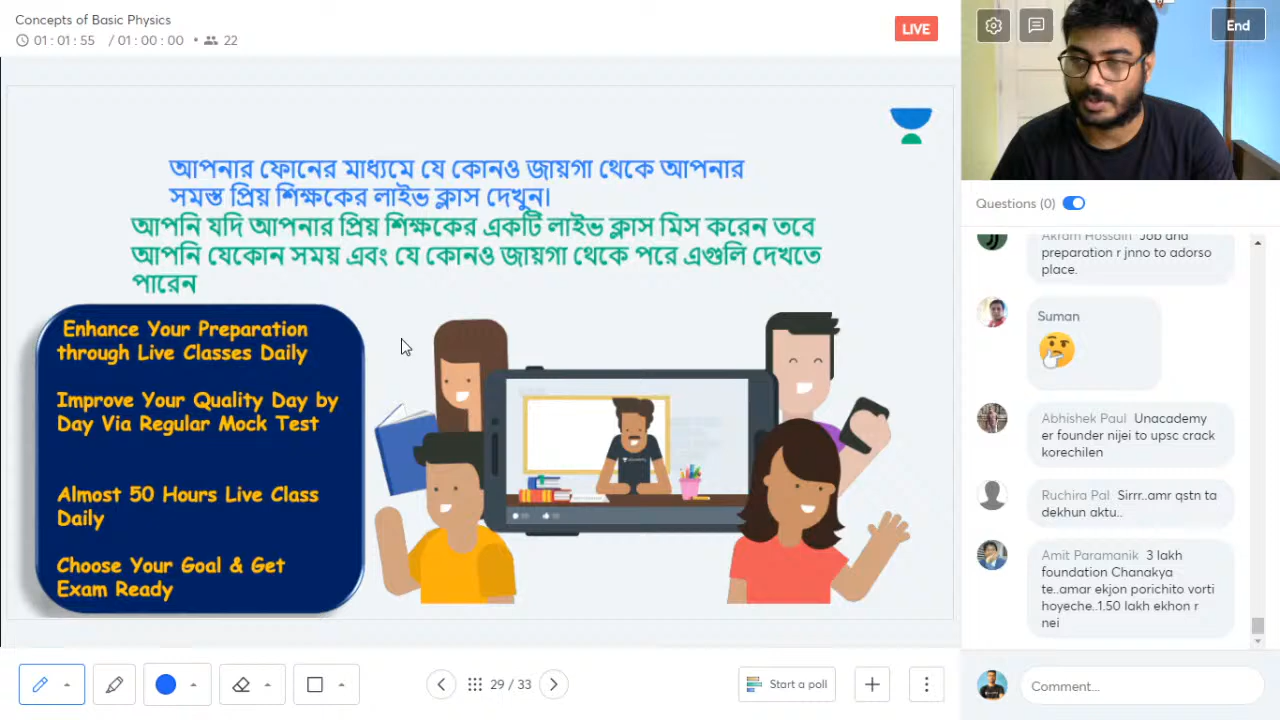 Concepts of Basic Physics
01 : 01 : 55 / 01 : 00 : 00 • 22
LIVE
End
আপনার ফোনের মাধ্যমে যে কোনও জায়গা থেকে আপনার
সমস্ত প্রিয় শিক্ষকের লাইভ ক্লাস দেখুন।
আপনি যদি আপনার প্রিয় শিক্ষকের একটি লাইভ ক্লাস মিস করেন তবে
আপনি যেকোন সময় এবং যে কোনও জায়গা থেকে পরে এগুলি দেখতে
পারেন
Enhance Your Preparation
through Live Classes Daily
Improve Your Quality Day by
Day Via Regular Mock Test
Almost 50 Hours Live Class
Daily
Choose Your Goal & Get
Exam Ready
Questions (0)
Akram Hossain Job and
preparation r jnno to adorso
place.
Suman
Abhishek Paul Unacademy
er founder nijei to upsc crack
korechilen
Ruchira Pal Sirrr..amr qstn ta
dekhun aktu..
Amit Paramanik 3 lakh
foundation Chanakya
te..amar ekjon porichito vorti
hoyeche..1.50 lakh ekhon r
nei
29 / 33
Start a poll
Comment...